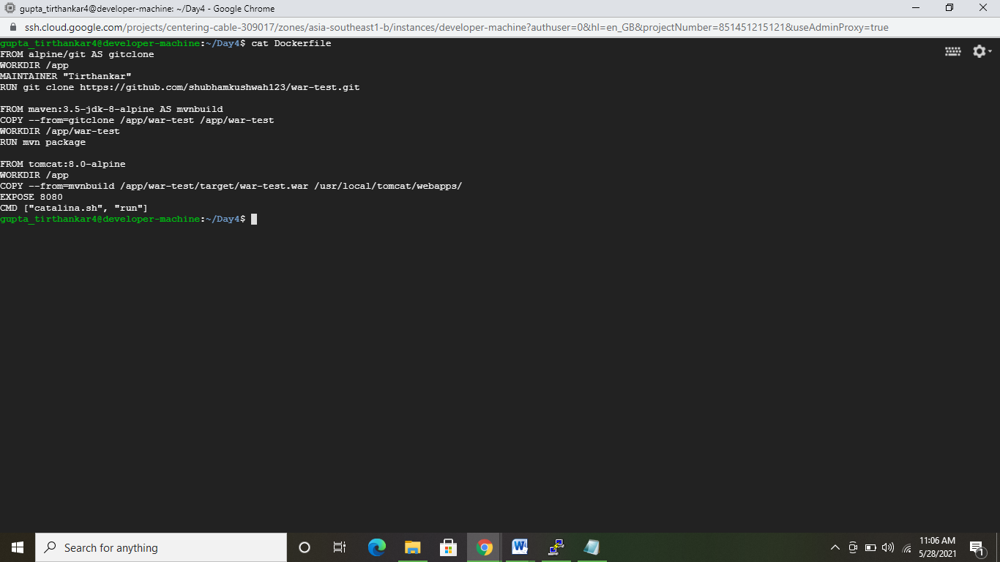 gupta_tirthankar4@developer-machine: ~/Day4 - Google Chrome
ssh.cloud.google.com/projects/centering-cable-309017/zones/asia-southeast1-b/instances/developer-machine?authuser=0&hl=en_GB&projectNumber=851451215121&useAdminProxy=true
gupta_tirthankar4@developer-machine:~/Day4$ cat Dockerfile
FROM alpine/git AS gitclone
WORKDIR /app
MAINTAINER "Tirthankar"
RUN git clone https://github.com/shubhamkushwah123/war-test.git
FROM maven:3.5-jdk-8-alpine AS mvnbuild
COPY --from=gitclone /app/war-test /app/war-test
WORKDIR /app/war-test
RUN mvn package
FROM tomcat:8.0-alpine
WORKDIR /app
COPY --from=mvnbuild /app/war-test/target/war-test.war /usr/local/tomcat/webapps/
EXPOSE 8080
CMD ["catalina.sh", "run"]
gupta_tirthankar4@developer-machine:~/Day4$
Search for anything
11:06 AM
5/28/2021
1